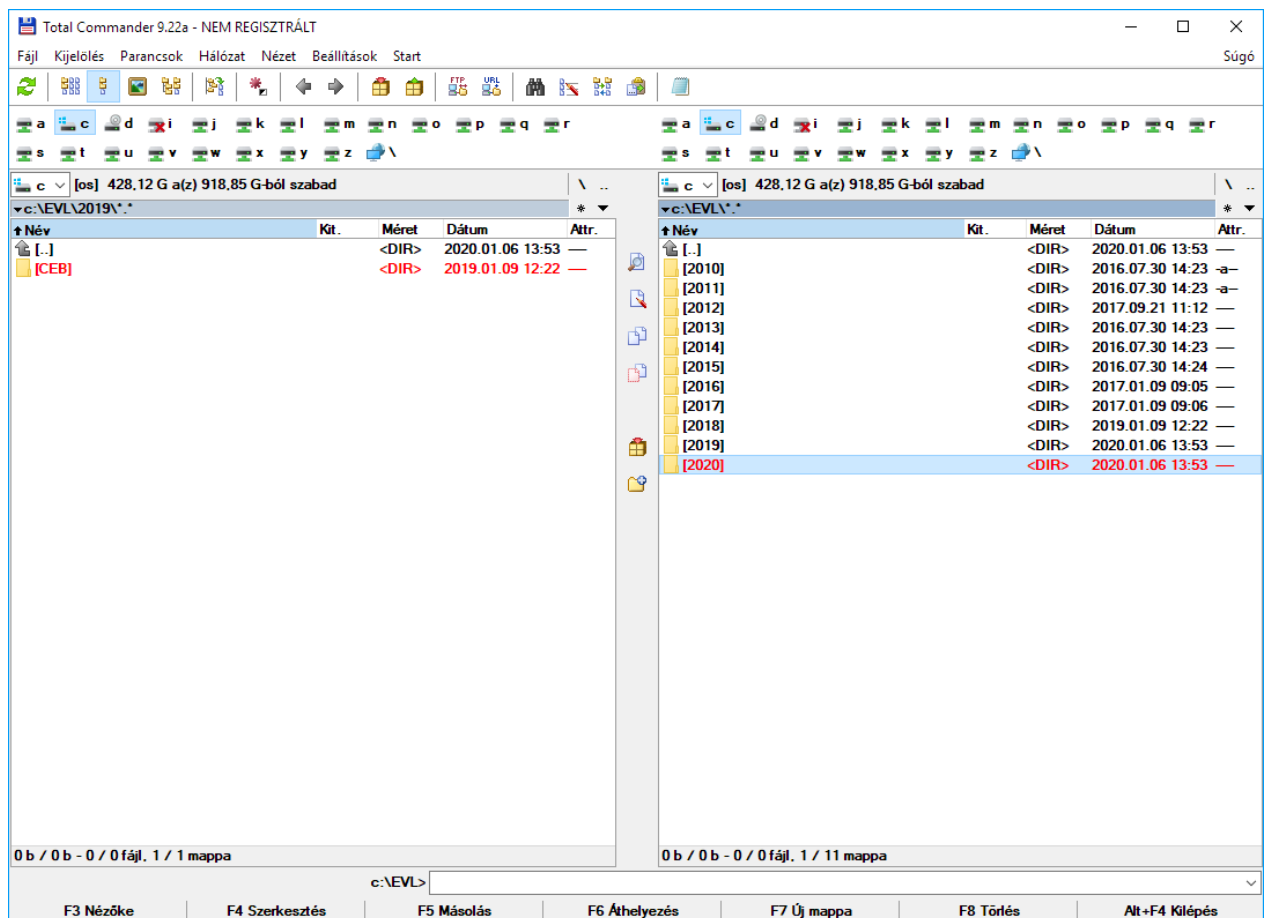 Total Commander 9.22a - NEM REGISZTRÁLT
Fájl Kijelölés Parancsok Hálózat Nézet Beállítások Start Súgó
FTP URL
a c d i j k l m n o p q r
s t u v w x y z \
a c d i j k l m n o p q r
s t u v w x y z \
c [os] 428,12 G a(z) 918,85 G-ból szabad \ ..
c:\EVL\2019\*.* *
Név Kit. Méret Dátum Attr.
[..] <DIR> 2020.01.06 13:53 —
[CEB] <DIR> 2019.01.09 12:22 —
0 b / 0 b - 0 / 0 fájl, 1 / 1 mappa
c [os] 428,12 G a(z) 918,85 G-ból szabad \ ..
c:\EVL\*.* *
Név Kit. Méret Dátum Attr.
[..] <DIR> 2020.01.06 13:53 —
[2010] <DIR> 2016.07.30 14:23 -a–
[2011] <DIR> 2016.07.30 14:23 -a–
[2012] <DIR> 2017.09.21 11:12 —
[2013] <DIR> 2016.07.30 14:23 —
[2014] <DIR> 2016.07.30 14:23 —
[2015] <DIR> 2016.07.30 14:24 —
[2016] <DIR> 2017.01.09 09:05 —
[2017] <DIR> 2017.01.09 09:06 —
[2018] <DIR> 2019.01.09 12:22 —
[2019] <DIR> 2020.01.06 13:53 —
[2020] <DIR> 2020.01.06 13:53 —
0 b / 0 b - 0 / 0 fájl, 1 / 11 mappa
c:\EVL>
F3 Nézőke F4 Szerkesztés F5 Másolás F6 Áthelyezés F7 Új mappa F8 Törlés Alt+F4 Kilépés